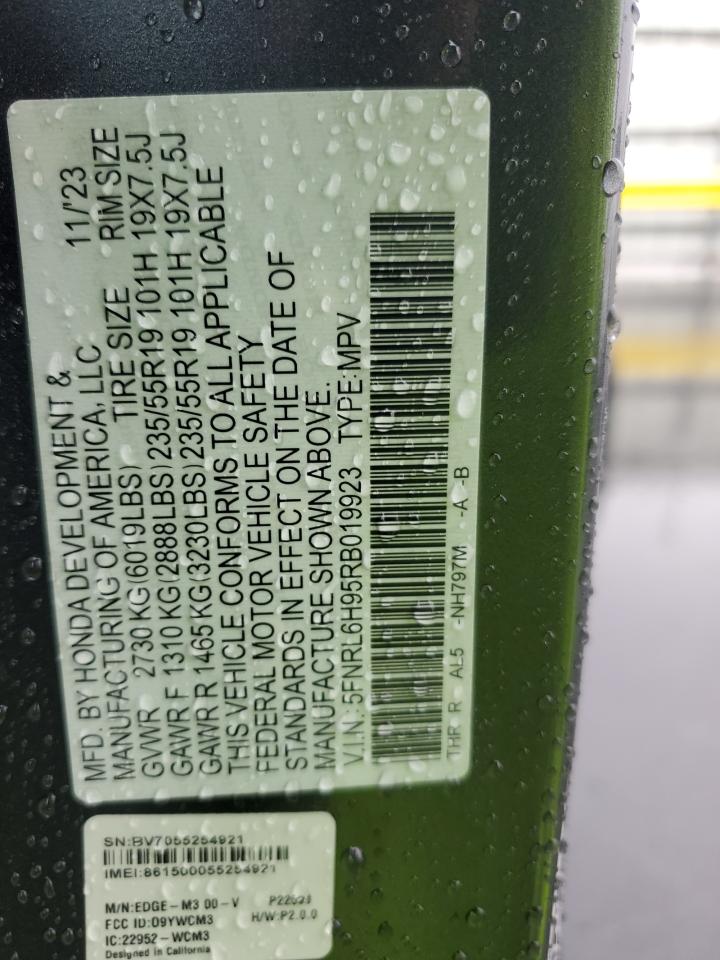 MFD. BY HONDA DEVELOPMENT & 11/'23
MANUFACTURING OF AMERICA, LLC
TIRE SIZE RIM SIZE
GVWR 2730 KG(6019LBS)
GAWR F 1310 KG(2888LBS) 235/55R19 101H 19X7.5J
GAWR R 1465 KG(3230LBS) 235/55R19 101H 19X7.5J
THIS VEHICLE CONFORMS TO ALL APPLICABLE
FEDERAL MOTOR VEHICLE SAFETY
STANDARDS IN EFFECT ON THE DATE OF
MANUFACTURE SHOWN ABOVE.
V.I.N.: 5FNRL6H95RB019923 TYPE: MPV
THR R - AL5 -NH797M -A -B
SN:BV7055254921
IMEI:861500055254921
M/N:EDGE-M3 00-V
FCC ID:O9YWCM3 H/W:P2.0.0
IC:22952-WCM3
Designed in California